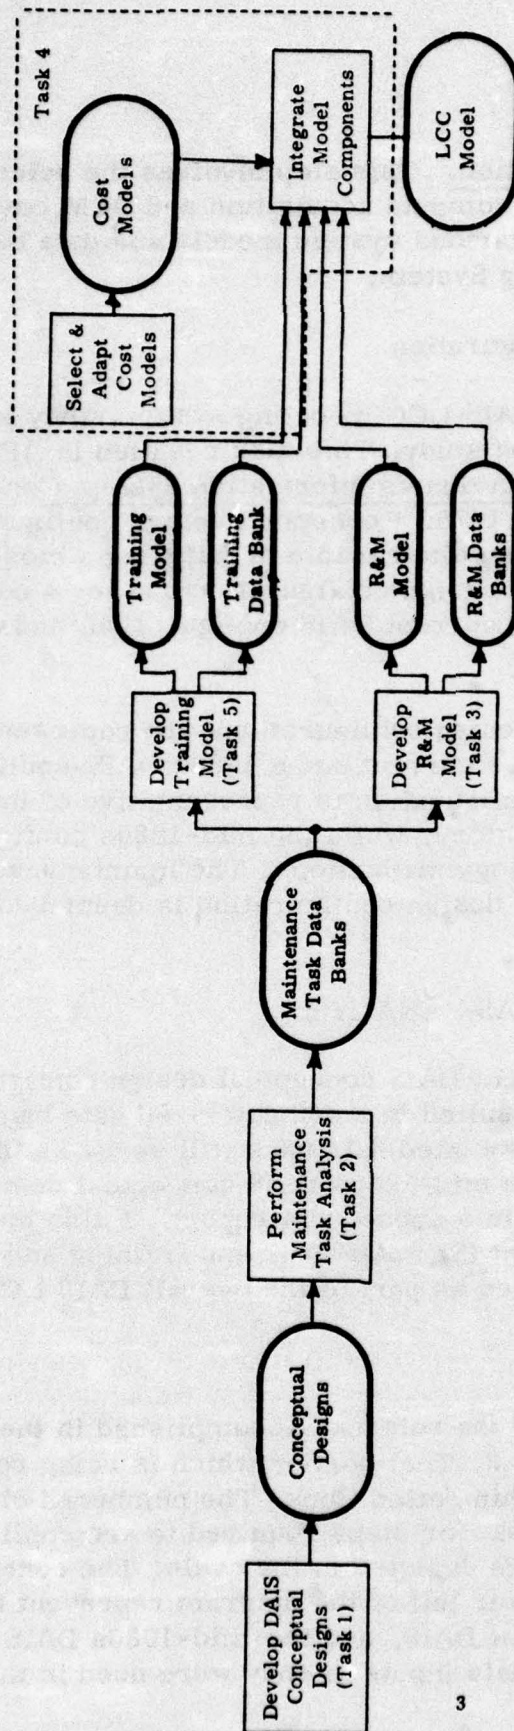 Develop DAIS
Conceptual
Designs
(Task 1)
Conceptual
Designs
Perform
Maintenance
Task Analysis
(Task 2)
Maintenance
Task Data
Banks
Develop
Training
Model
(Task 5)
Develop
R&M
Model
(Task 3)
Training
Model
Training
Data Bank
R&M
Model
R&M Data
Banks
Task 4
Select &
Adapt
Cost
Models
Cost
Models
Integrate
Model
Components
LCC
Model
3